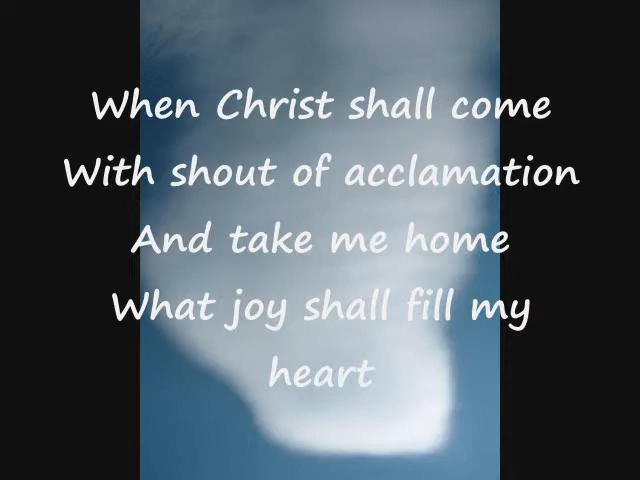 When Christ shall come
With shout of acclamation
And take me home
What joy shall fill my
heart